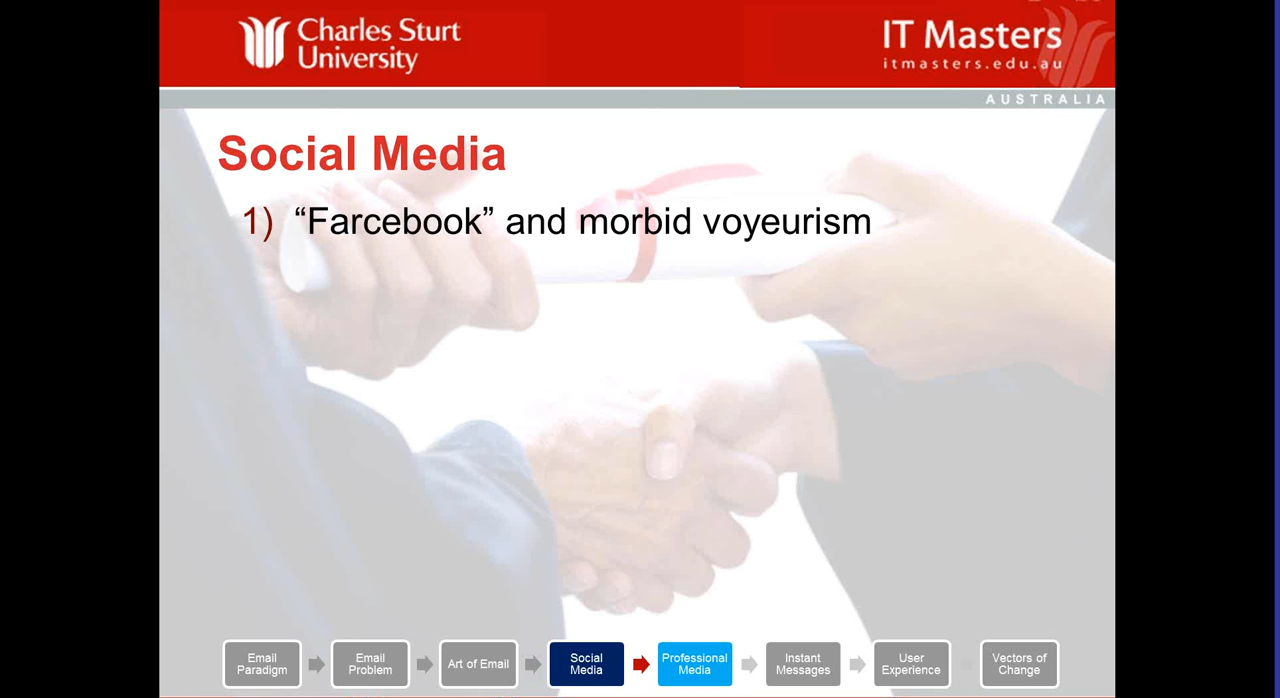 Charles Sturt
University
IT Masters
itmasters.edu.au
AUSTRALIA
Social Media
1) “Farcebook” and morbid voyeurism
Email
Paradigm
Email
Problem
Art of Email
Social
Media
Professional
Media
Instant
Messages
User
Experience
Vectors of
Change